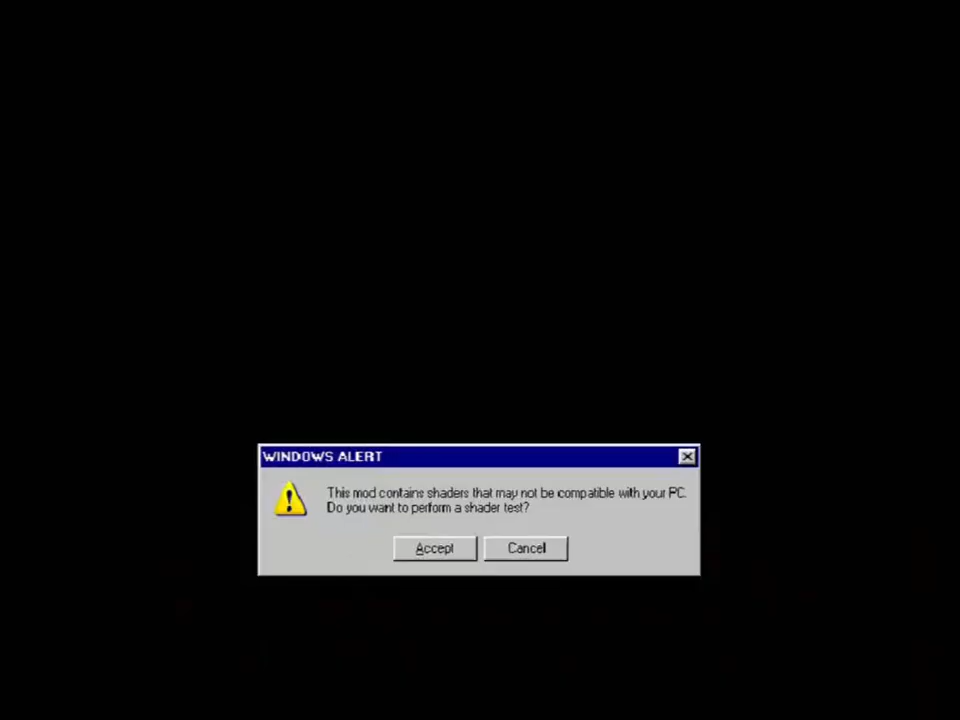 WINDOWS ALERT
This mod contains shaders that may not be compatible with your PC.
Do you want to perform a shader test?
Accept Cancel